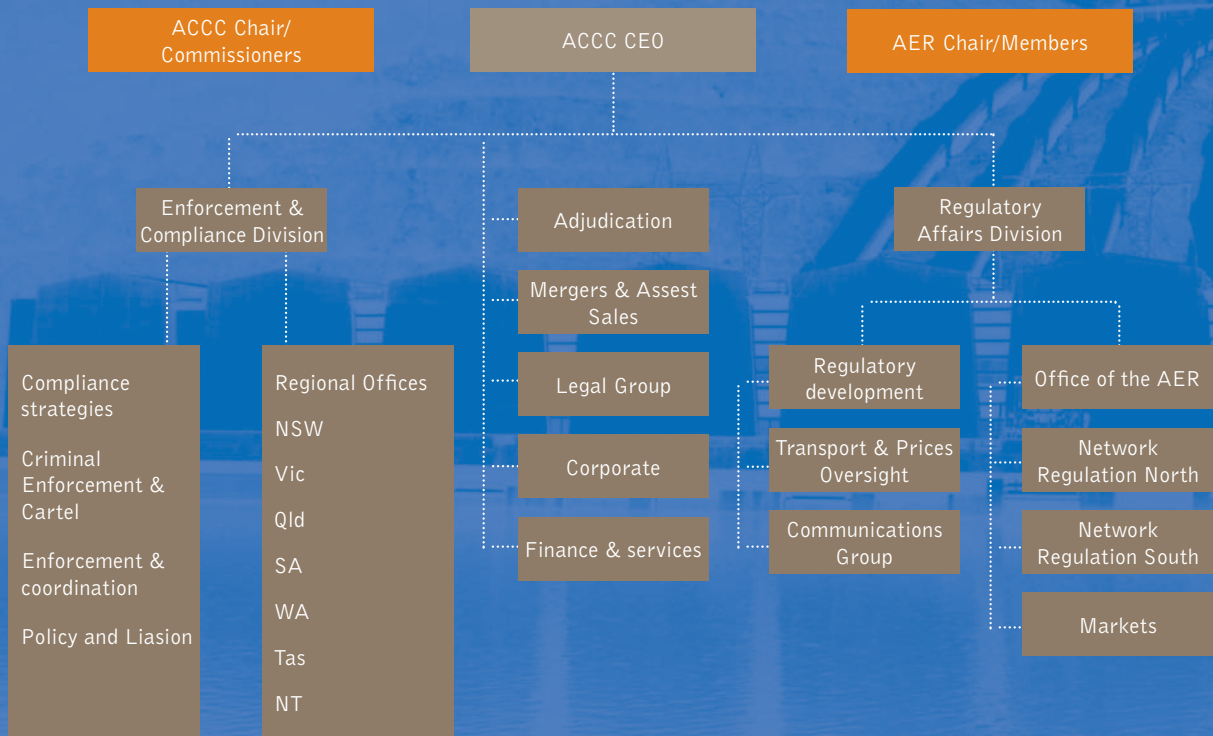 ACCC Chair/
Commissioners
ACCC CEO
AER Chair/Members
Enforcement &
Compliance Division
Compliance
strategies
Criminal
Enforcement &
Cartel
Enforcement &
coordination
Policy and Liasion
Regional Offices
NSW
Vic
Qld
SA
WA
Tas
NT
Adjudication
Mergers & Assest
Sales
Legal Group
Corporate
Finance & services
Regulatory
Affairs Division
Regulatory
development
Transport & Prices
Oversight
Communications
Group
Office of the AER
Network
Regulation North
Network
Regulation South
Markets